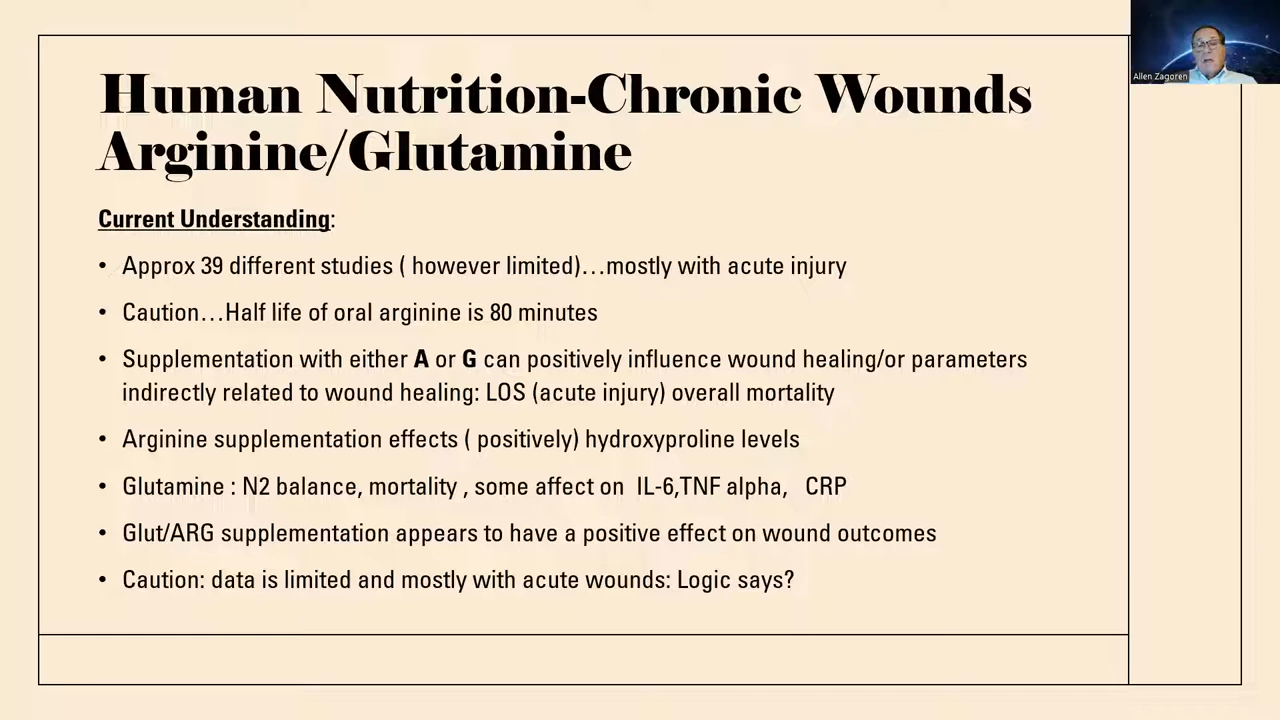 Human Nutrition-Chronic Wounds
Arginine/Glutamine
Current Understanding:
• Approx 39 different studies ( however limited)…mostly with acute injury
• Caution…Half life of oral arginine is 80 minutes
• Supplementation with either A or G can positively influence wound healing/or parameters
indirectly related to wound healing: LOS (acute injury) overall mortality
• Arginine supplementation effects ( positively) hydroxyproline levels
• Glutamine : N2 balance, mortality , some affect on IL-6,TNF alpha, CRP
• Glut/ARG supplementation appears to have a positive effect on wound outcomes
• Caution: data is limited and mostly with acute wounds: Logic says?
Allen Zagoren